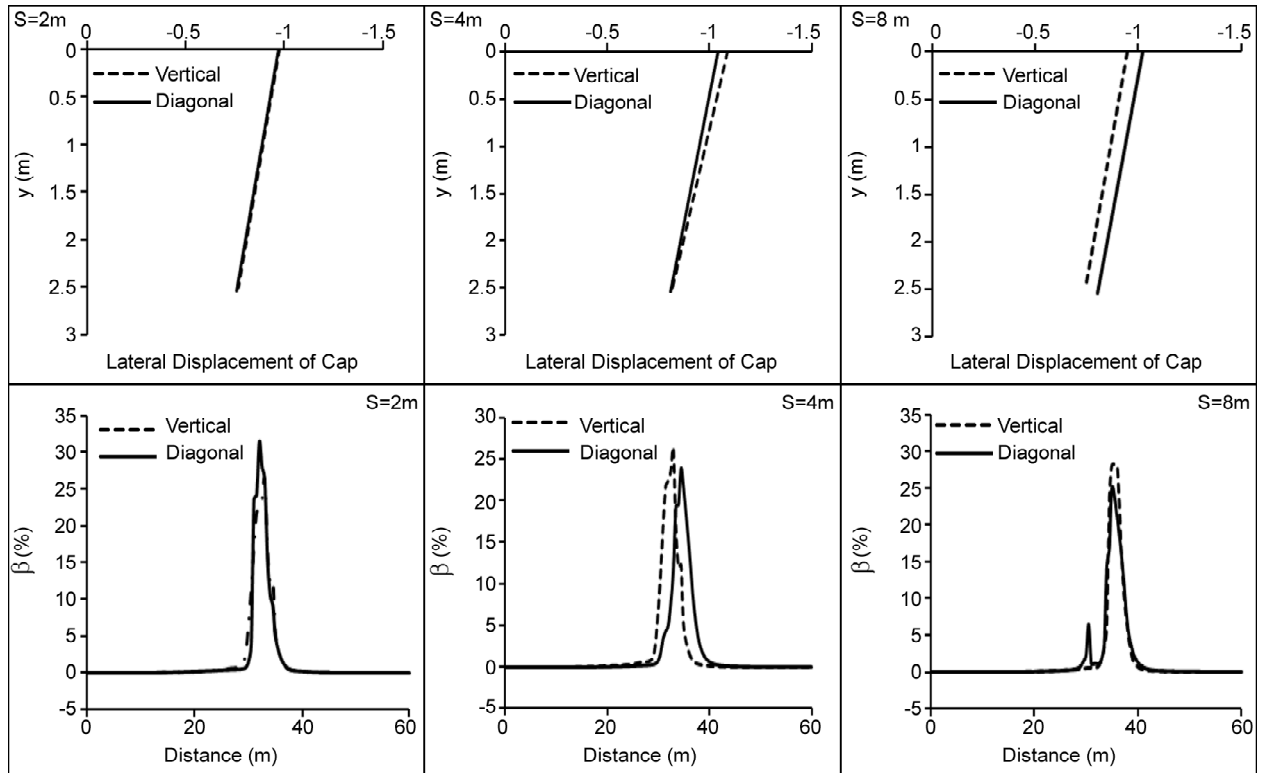 S=2m
0 -0.5 -1 -1.5
0
0.5
1
1.5
2
2.5
3
y (m)
Vertical
Diagonal
Lateral Displacement of Cap
S=4m
0 -0.5 -1 -1.5
0
0.5
1
1.5
2
2.5
3
y (m)
Vertical
Diagonal
Lateral Displacement of Cap
S=8 m
0 -0.5 -1 -1.5
0
0.5
1
1.5
2
2.5
3
y (m)
Vertical
Diagonal
Lateral Displacement of Cap
S=2m
35
30
25
20
15
10
5
0
-5
β (%)
Vertical
Diagonal
0 20 40 60
Distance (m)
S=4m
30
25
20
15
10
5
0
-5
β (%)
Vertical
Diagonal
0 20 40 60
Distance (m)
S=8m
35
30
25
20
15
10
5
0
-5
β (%)
Vertical
Diagonal
0 20 40 60
Distance (m)